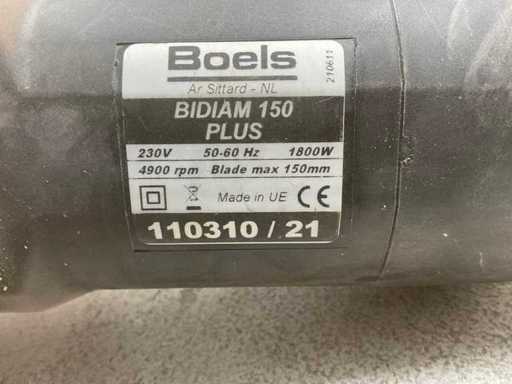 Boels
Ar Sittard - NL
210611
BIDIAM 150
PLUS
230V 50-60 Hz 1800W
4900 rpm Blade max 150mm
Made in UE CE
110310 / 21